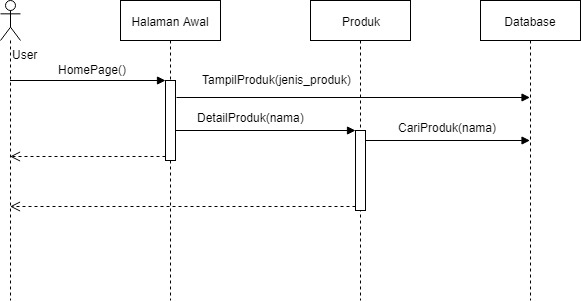 Halaman Awal
Produk
Database
User
HomePage()
TampilProduk(jenis_produk)
DetailProduk(nama)
CariProduk(nama)